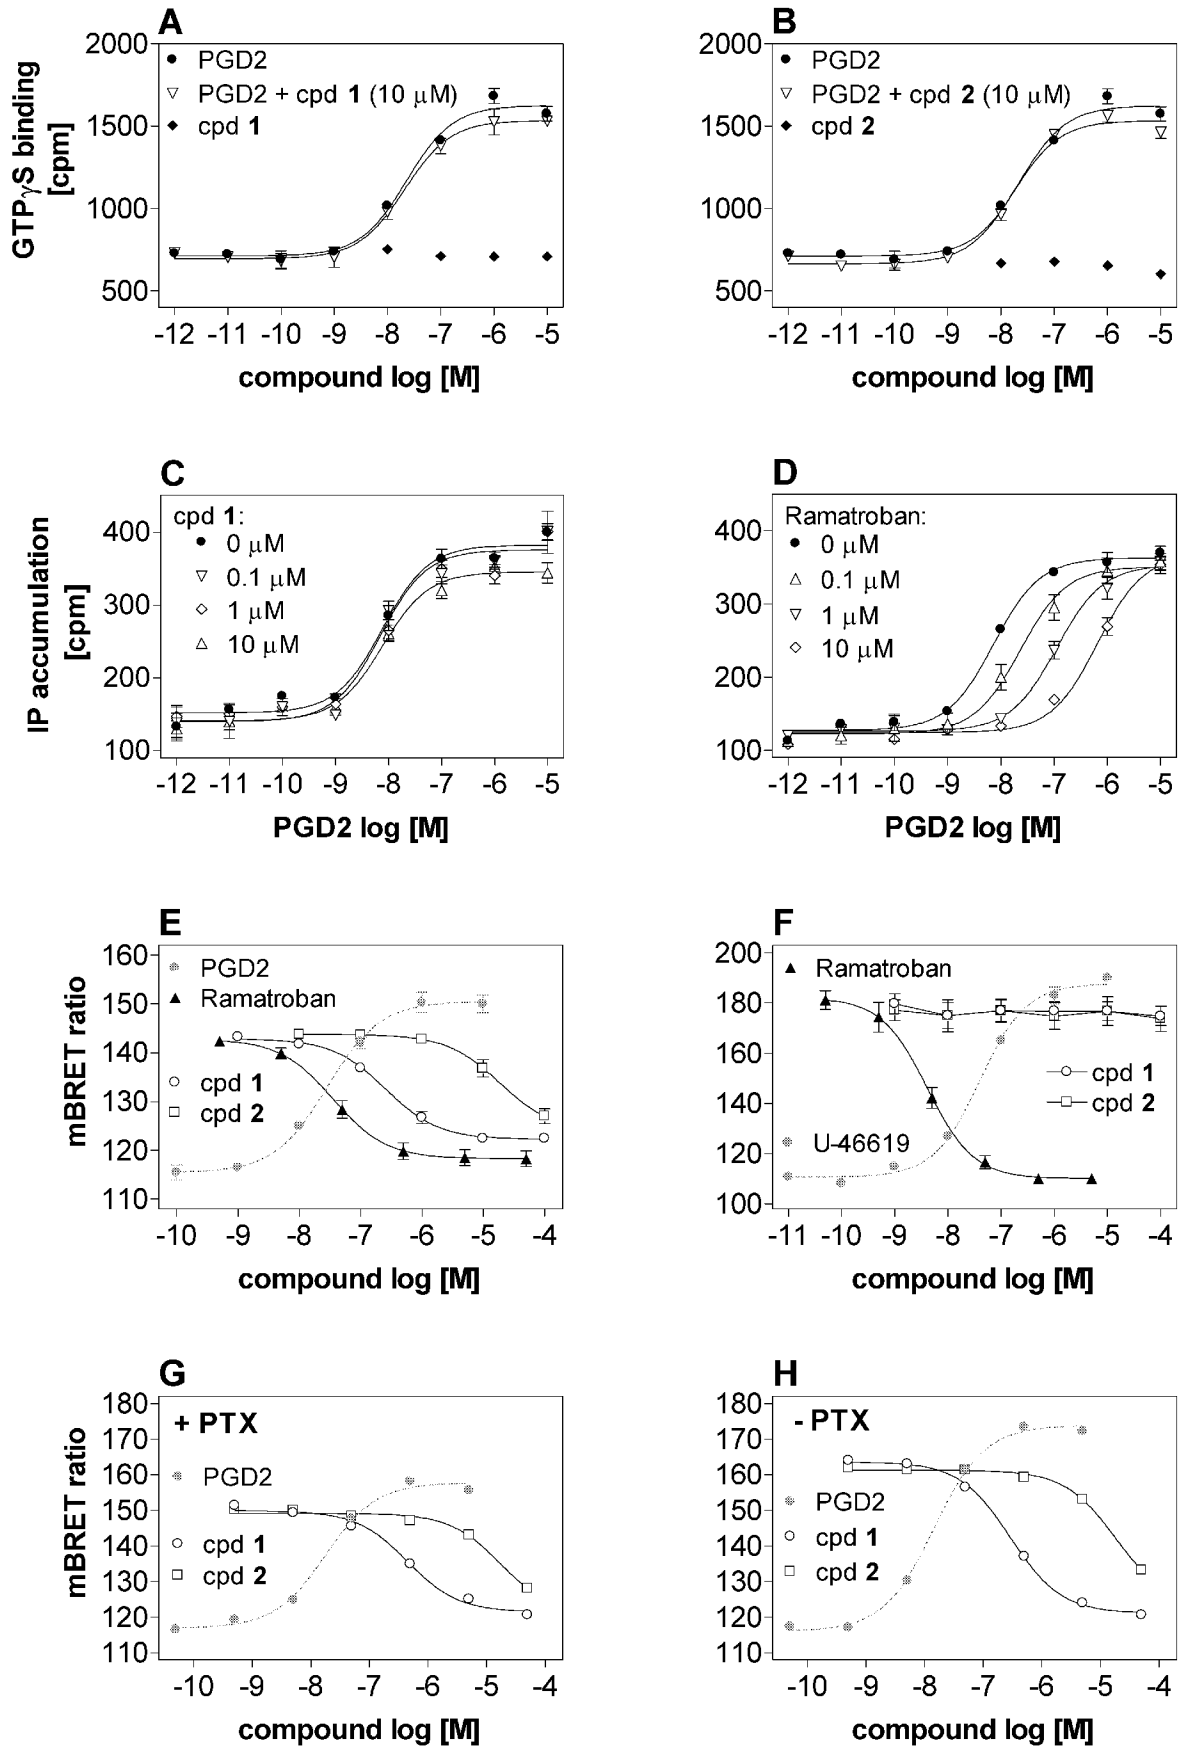 A
GTPγS binding
[cpm]
2000
1500
1000
500
PGD2
PGD2 + cpd 1 (10 μM)
cpd 1
-12 -11 -10 -9 -8 -7 -6 -5
compound log [M]
B
2000
1500
1000
500
PGD2
PGD2 + cpd 2 (10 μM)
cpd 2
-12 -11 -10 -9 -8 -7 -6 -5
compound log [M]
C
IP accumulation
[cpm]
400
300
200
100
cpd 1:
0 μM
0.1 μM
1 μM
10 μM
-12 -11 -10 -9 -8 -7 -6 -5
PGD2 log [M]
D
400
300
200
100
Ramatroban:
0 μM
0.1 μM
1 μM
10 μM
-12 -11 -10 -9 -8 -7 -6 -5
PGD2 log [M]
E
mBRET ratio
160
150
140
130
120
110
PGD2
Ramatroban
cpd 1
cpd 2
-10 -9 -8 -7 -6 -5 -4
compound log [M]
F
200
180
160
140
120
100
Ramatroban
cpd 1
cpd 2
U-46619
-11 -10 -9 -8 -7 -6 -5 -4
compound log [M]
G
mBRET ratio
180
170
160
150
140
130
120
110
+ PTX
PGD2
cpd 1
cpd 2
-10 -9 -8 -7 -6 -5 -4
compound log [M]
H
180
170
160
150
140
130
120
110
- PTX
PGD2
cpd 1
cpd 2
-10 -9 -8 -7 -6 -5 -4
compound log [M]